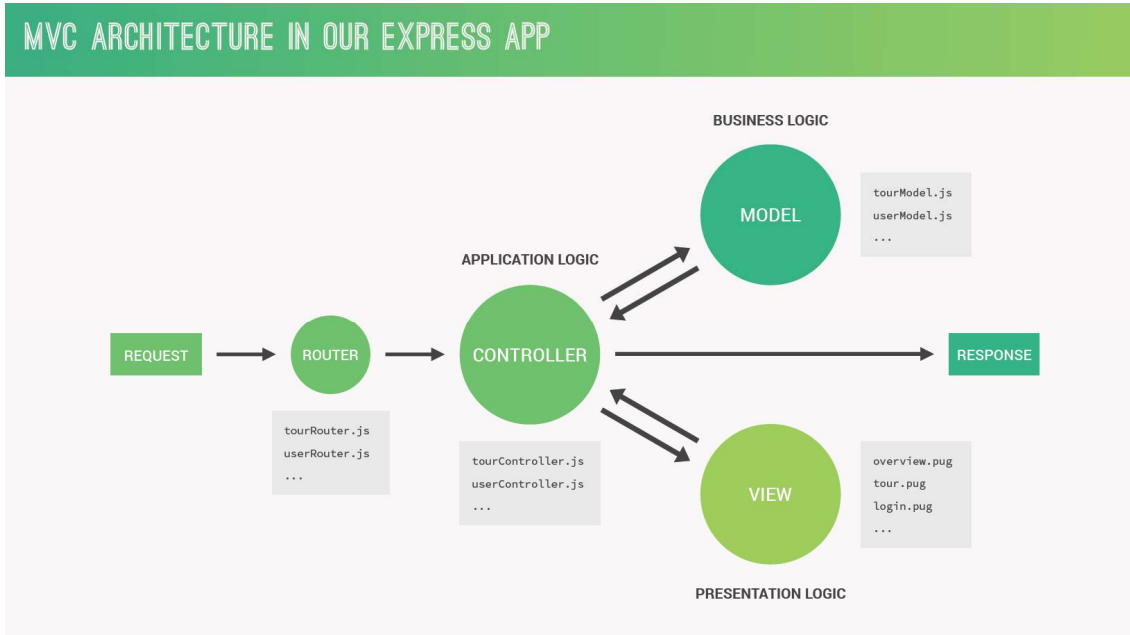 MVC ARCHITECTURE IN OUR EXPRESS APP
BUSINESS LOGIC
MODEL
tourModel.js
userModel.js
...
APPLICATION LOGIC
REQUEST
ROUTER
CONTROLLER
RESPONSE
tourRouter.js
userRouter.js
...
tourController.js
userController.js
...
VIEW
overview.pug
tour.pug
login.pug
...
PRESENTATION LOGIC